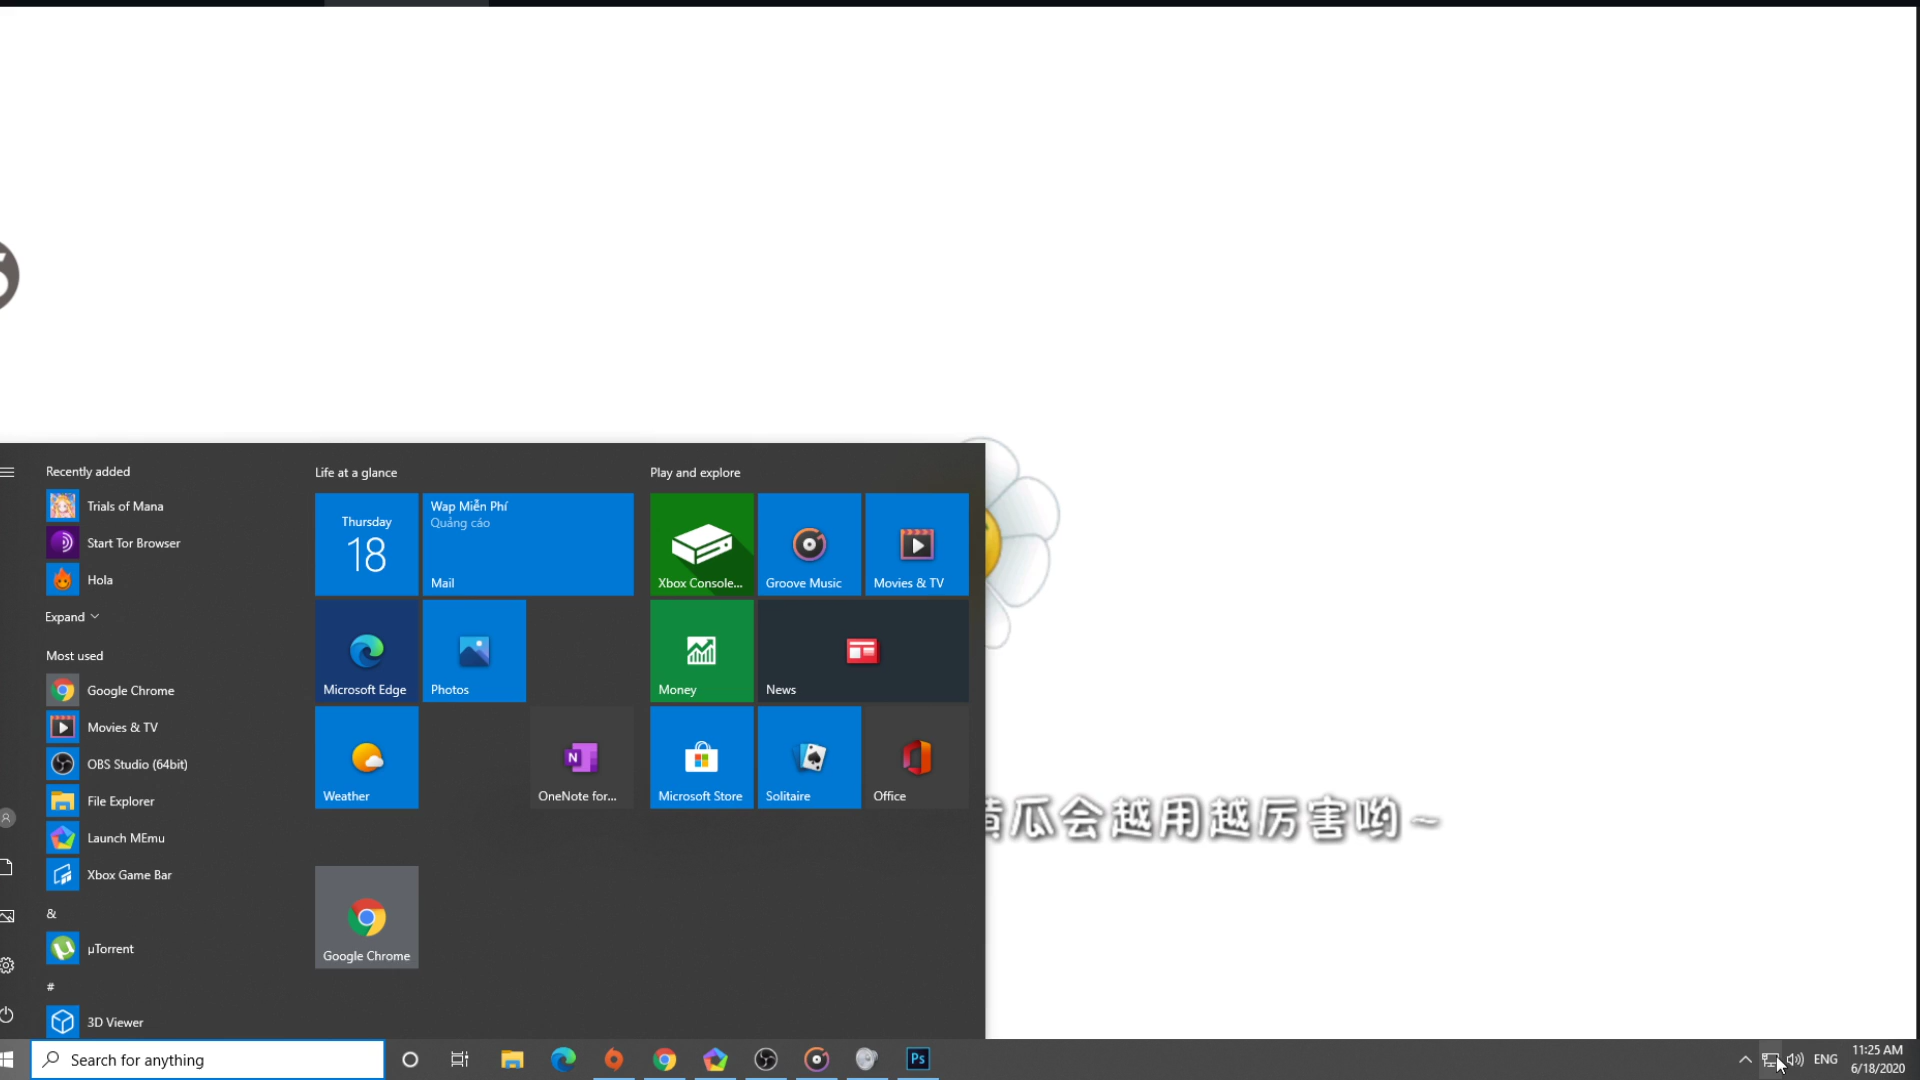 Recently added
Trials of Mana
Start Tor Browser
Hola
Expand
Most used
Google Chrome
Movies & TV
OBS Studio (64bit)
File Explorer
Launch MEmu
Xbox Game Bar
&
µTorrent
#
3D Viewer
Life at a glance
Thursday
18
Wap Miễn Phí
Quảng cáo
Mail
Microsoft Edge
Photos
Weather
OneNote for...
Google Chrome
Play and explore
Xbox Console...
Groove Music
Movies & TV
Money
News
Microsoft Store
Solitaire
Office
瓜会越用越厉害哟~
Search for anything
Ps
ENG
11:25 AM
6/18/2020